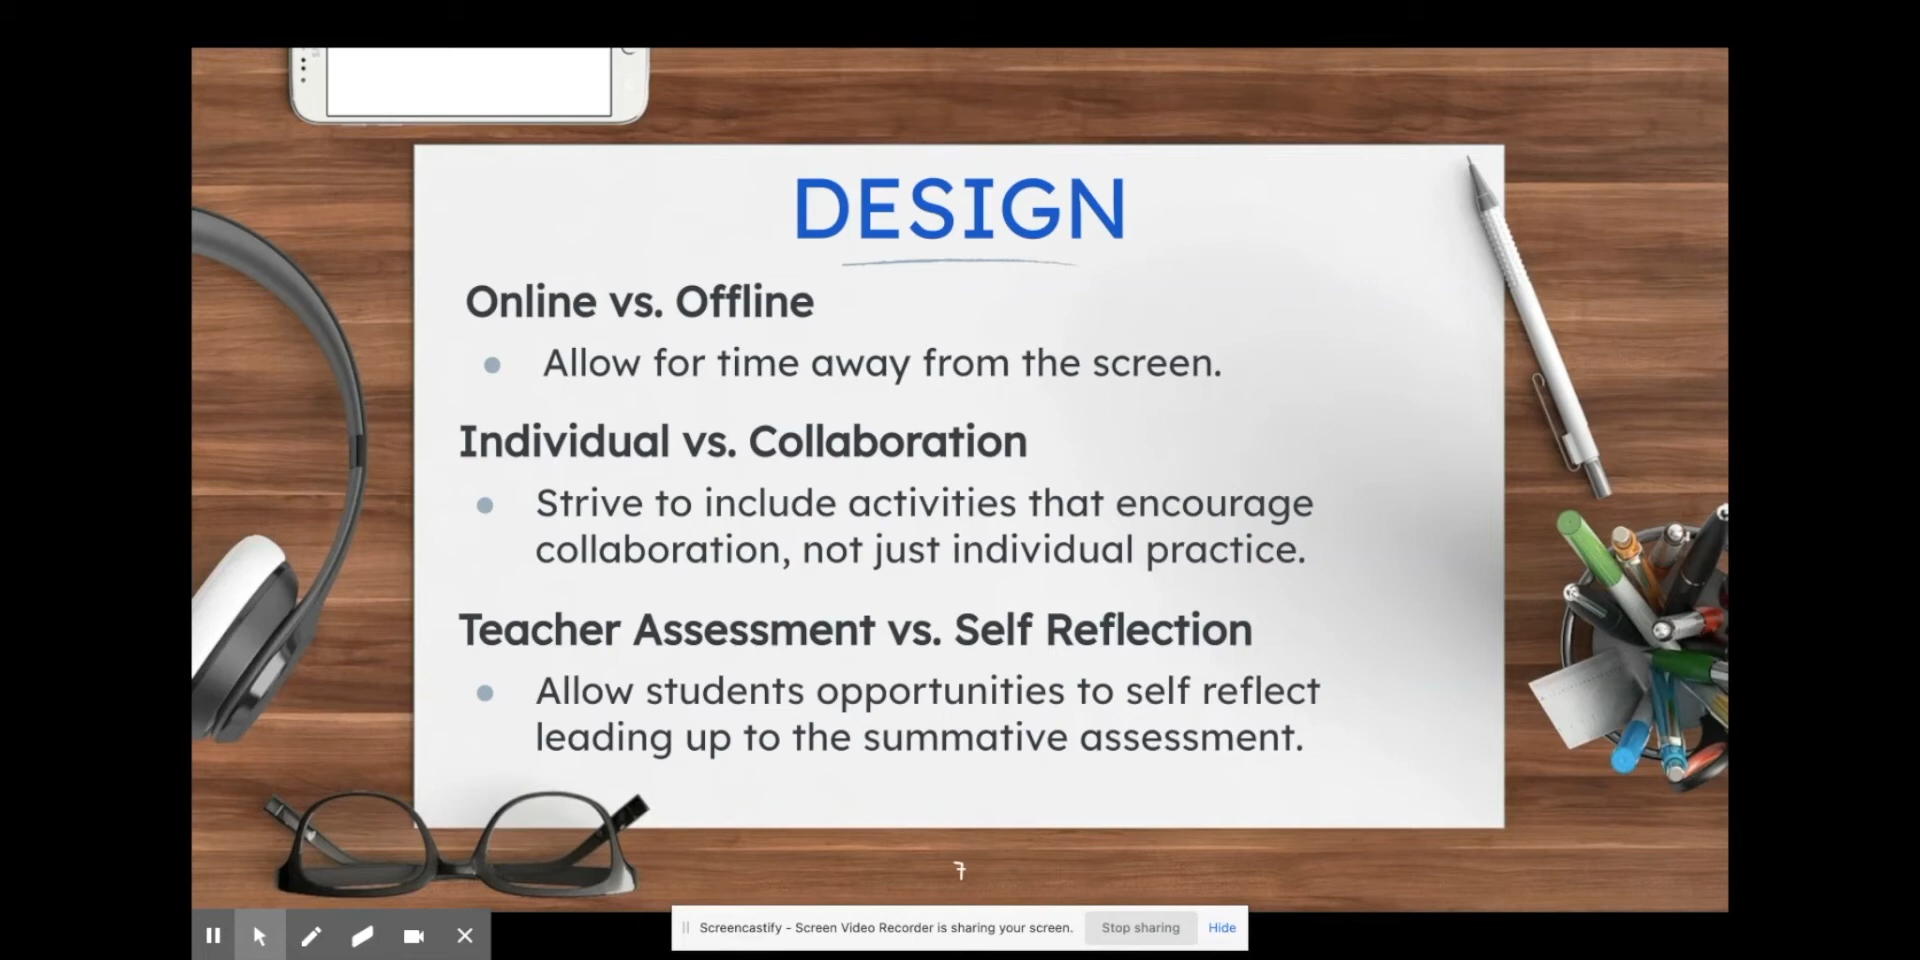 DESIGN
Online vs. Offline
Allow for time away from the screen.
Individual vs. Collaboration
Strive to include activities that encourage
collaboration, not just individual practice.
Teacher Assessment vs. Self Reflection
Allow students opportunities to self reflect
leading up to the summative assessment.
7
Screencastify - Screen Video Recorder is sharing your screen. Stop sharing Hide